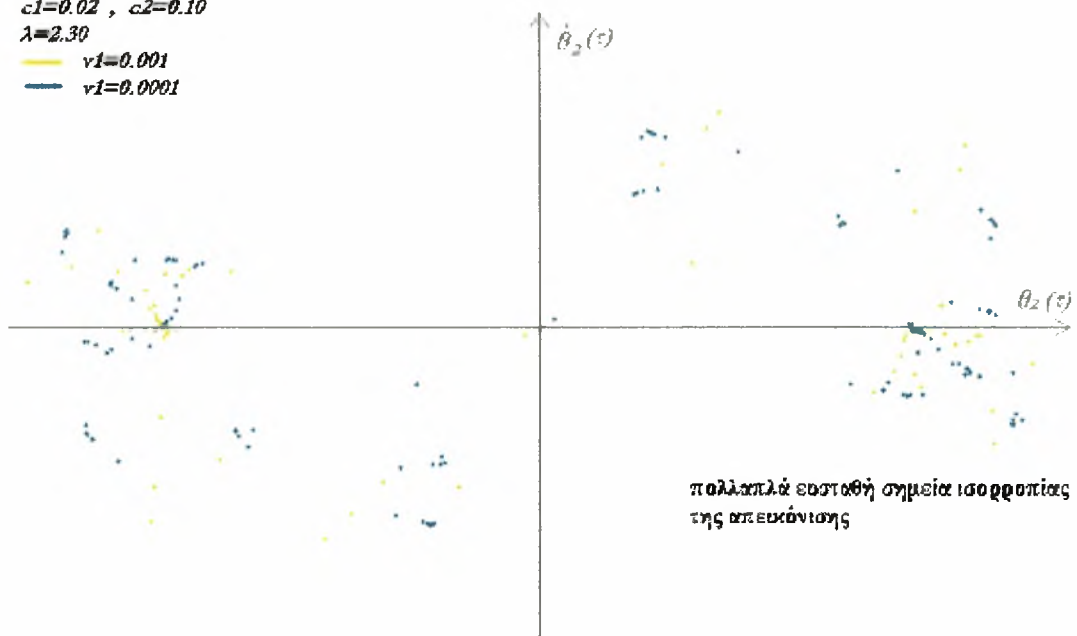 c1=0.02 , c2=0.10
λ=2.30
v1=0.001
v1=0.0001
θ̇₂(τ)
θ₂(τ)
πολλαπλά ευσταθή σημεία ισορροπίας
της απεικόνισης